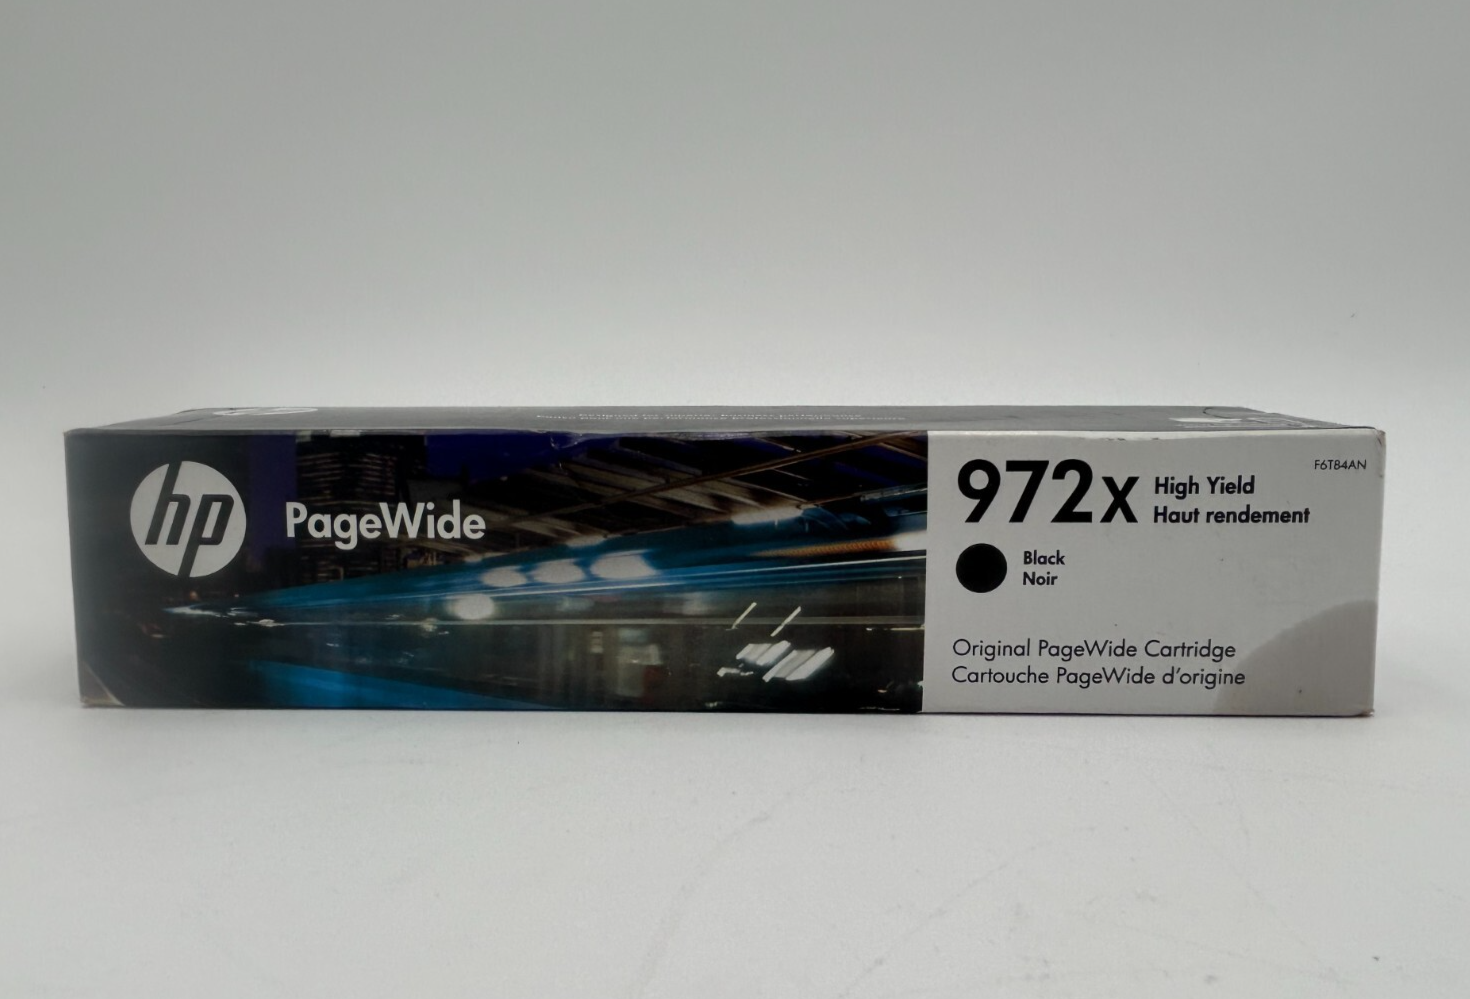 hp
PageWide
972X
High Yield
Haut rendement
F6T84AN
Black
Noir
Original PageWide Cartridge
Cartouche PageWide d'origine